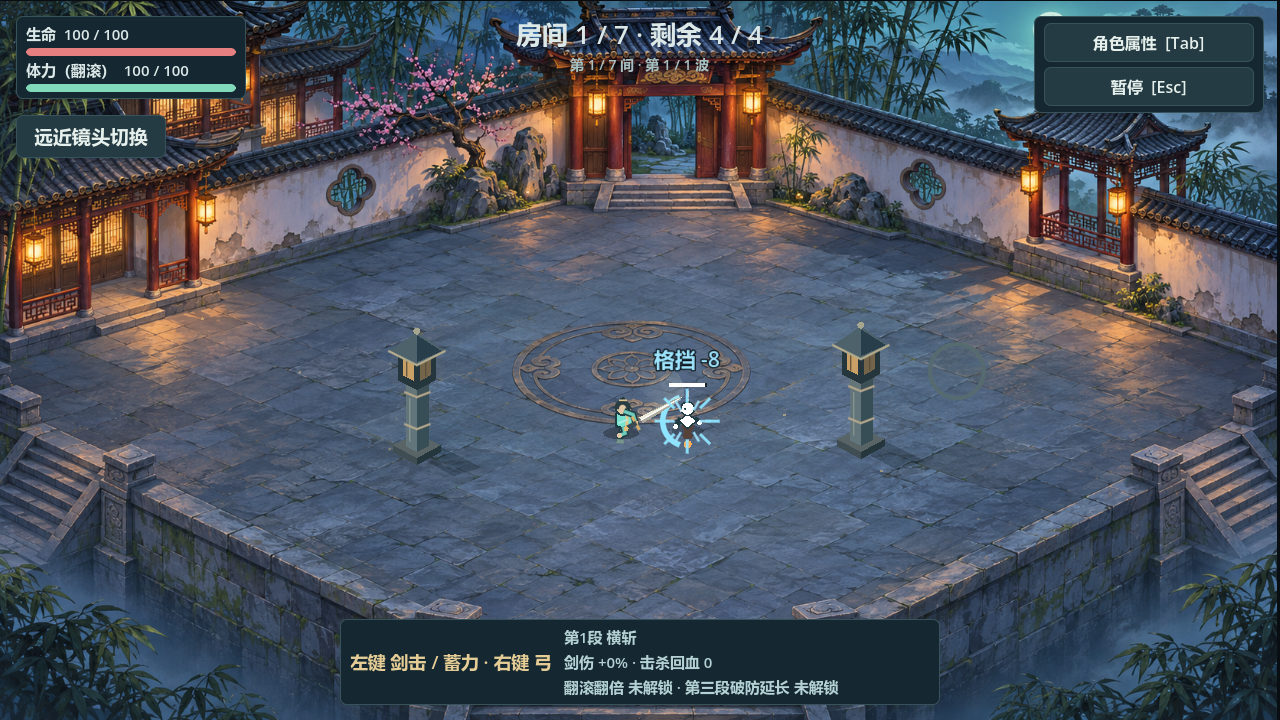 生命 100 / 100
体力 (翻滚) 100 / 100
远近镜头切换
房间 1 / 7 · 剩余 4 / 4
第 1 / 7 间 · 第 1 / 1 波
角色属性 [Tab]
暂停 [Esc]
格挡 -8
左键 剑击 / 蓄力 · 右键 弓
第1段 横斩
剑伤 +0% · 击杀回血 0
翻滚翻倍 未解锁 · 第三段破防延长 未解锁